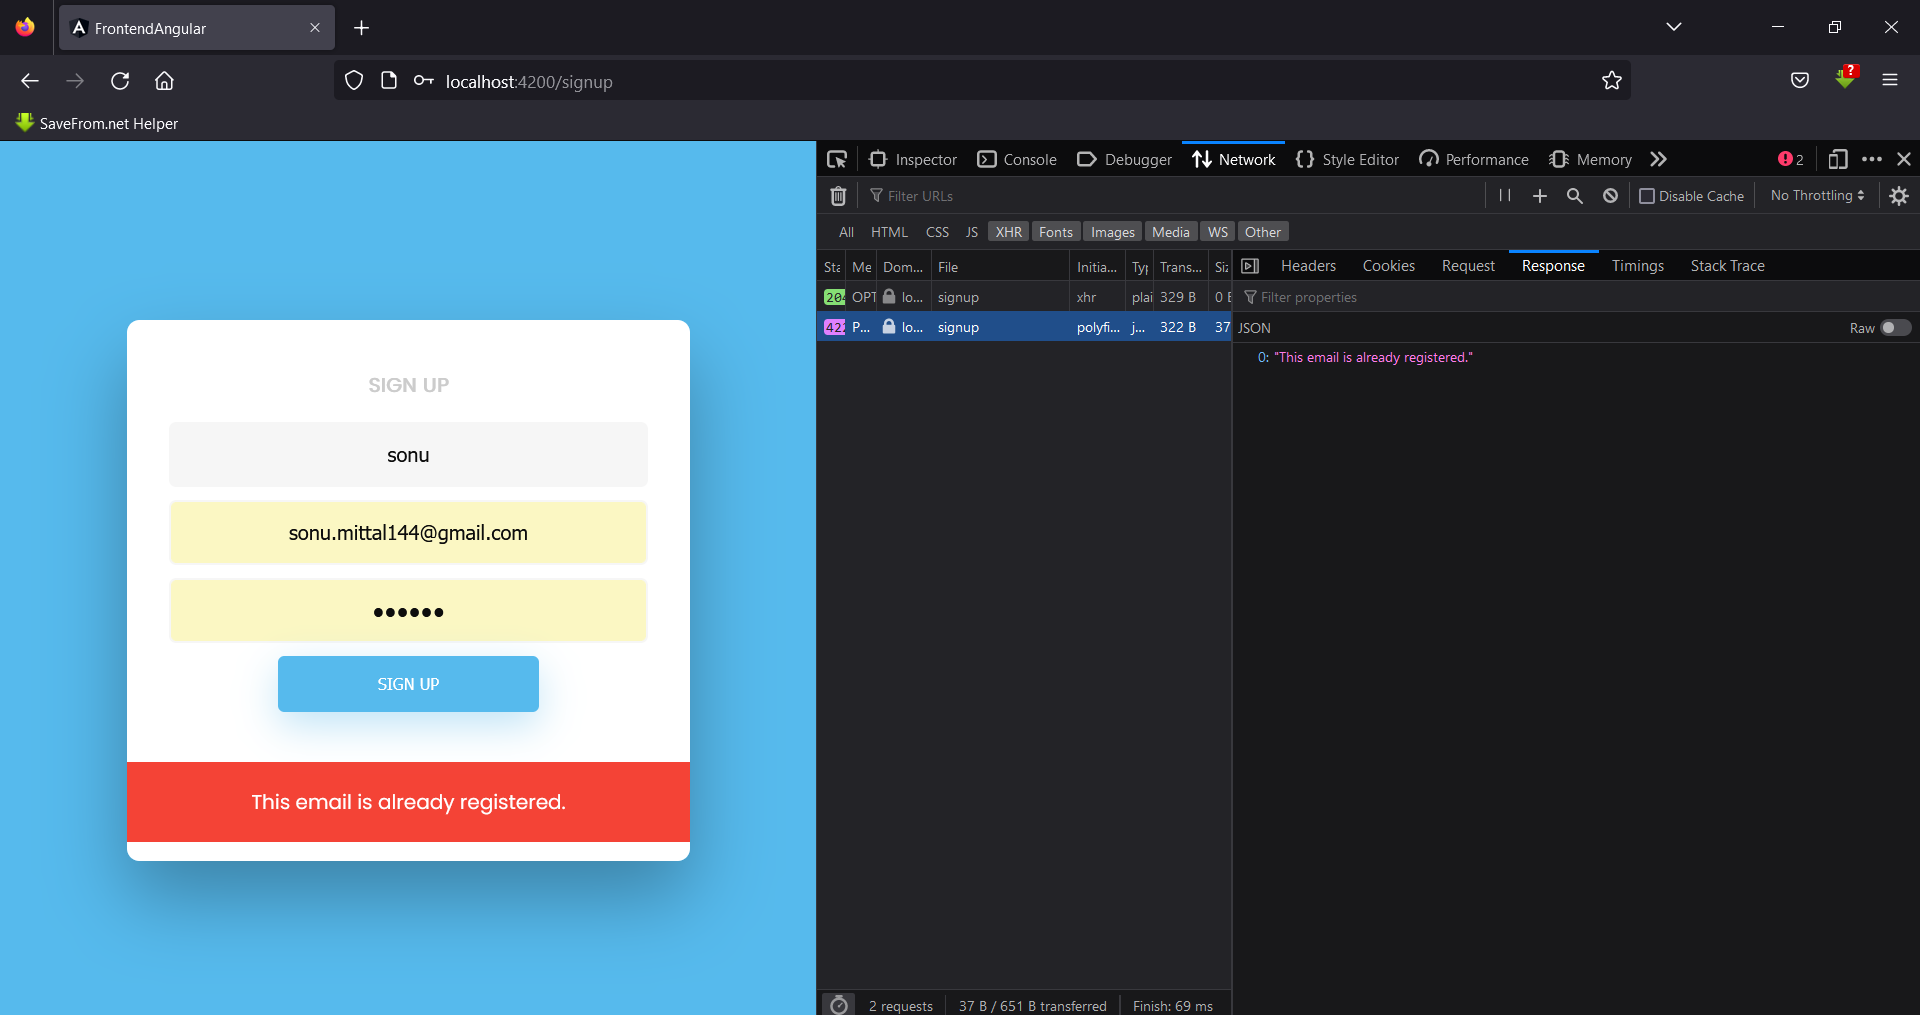 FrontendAngular
localhost:4200/signup
?
SaveFrom.net Helper
SIGN UP
sonu
sonu.mittal144@gmail.com
••••••
SIGN UP
This email is already registered.
Inspector Console Debugger Network Style Editor Performance Memory 2
Filter URLs Disable Cache No Throttling
All HTML CSS JS XHR Fonts Images Media WS Other
Sta Me Dom... File Initia... Typ Trans... Siz
204 OPT lo... signup xhr plai 329 B 0 B
422 P... lo... signup polyfi... j... 322 B 37
2 requests 37 B / 651 B transferred Finish: 69 ms
Headers Cookies Request Response Timings Stack Trace
Filter properties
JSON Raw
0: "This email is already registered."